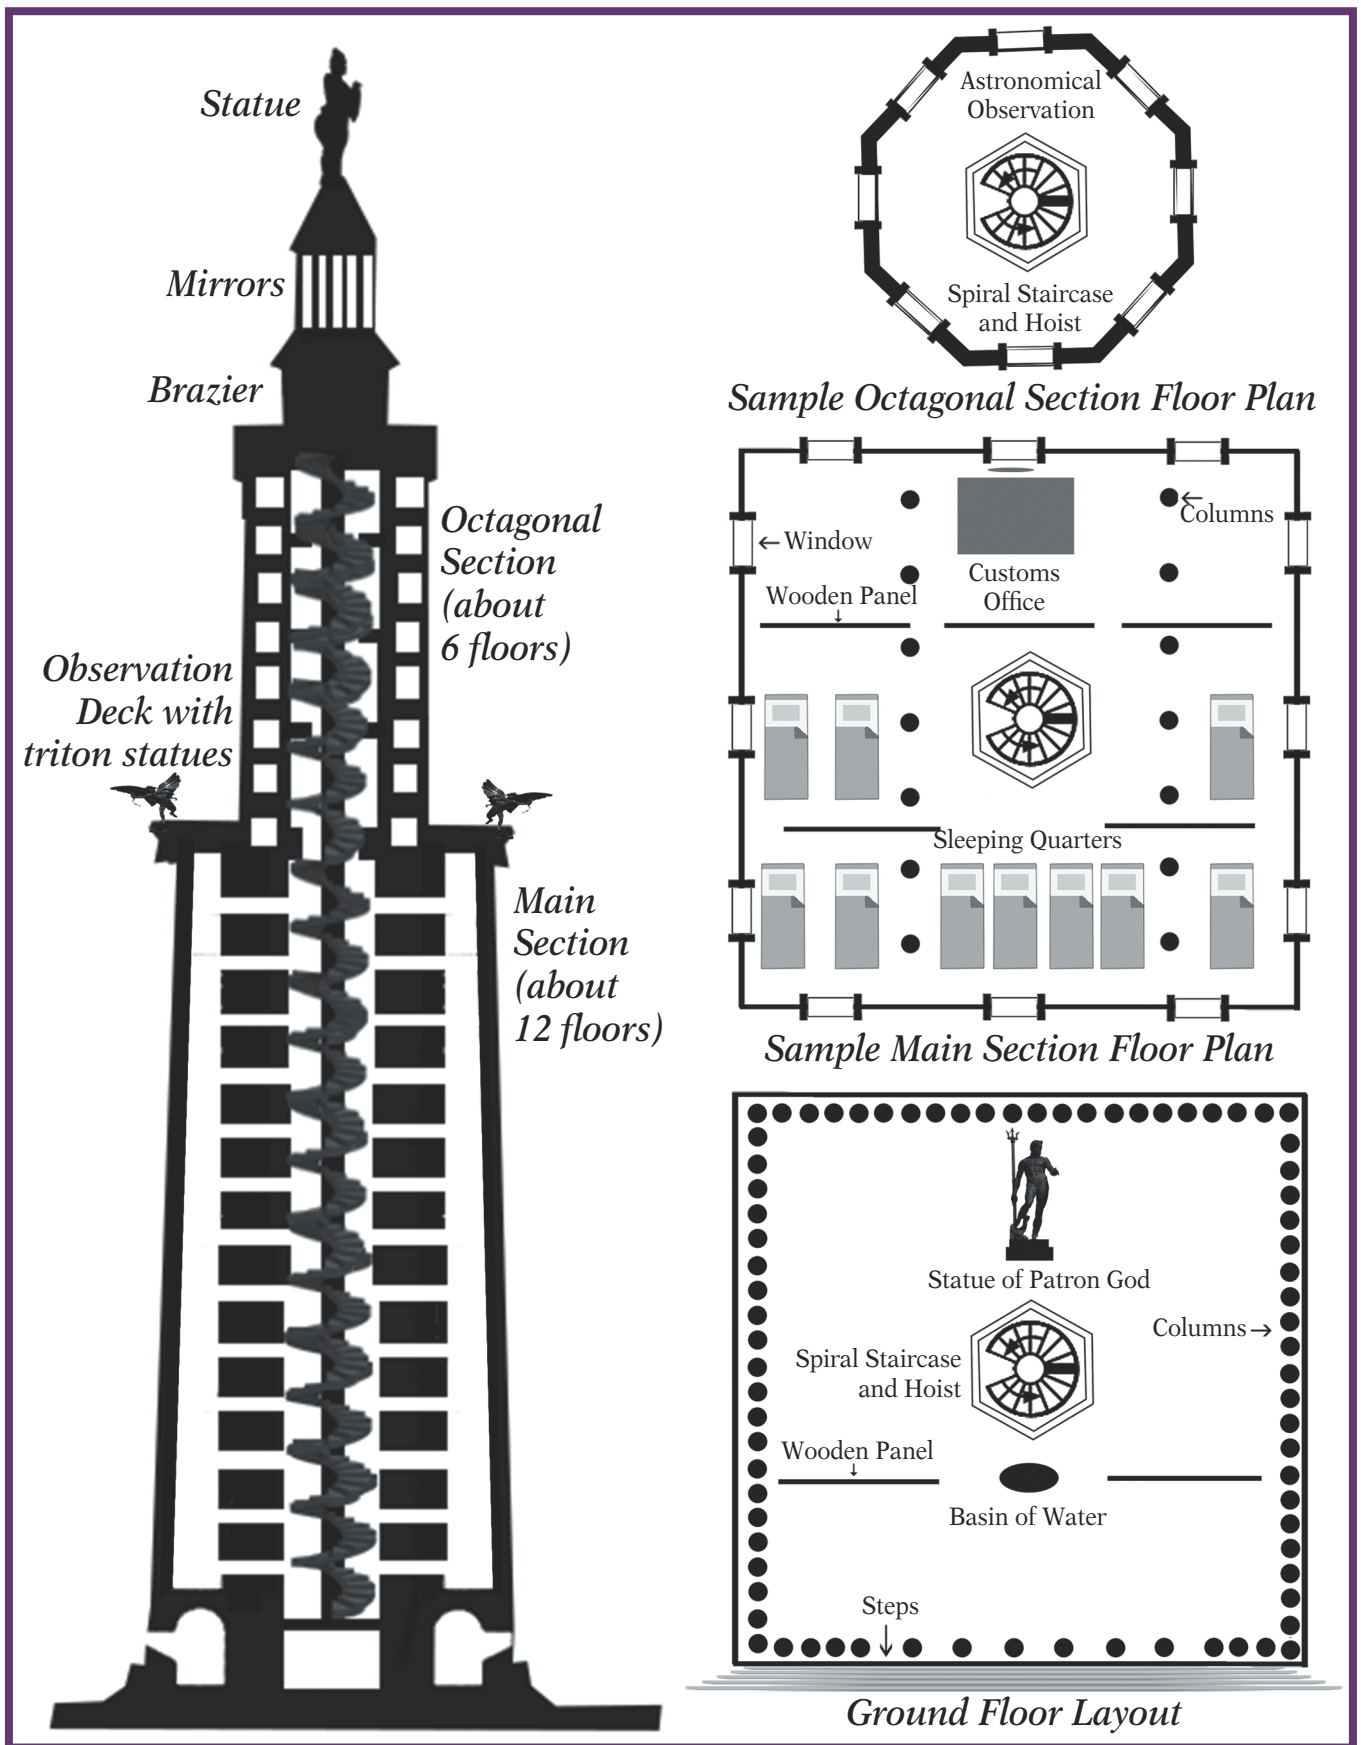 Statue
Mirrors
Brazier
Octagonal
Section
(about
6 floors)
Observation
Deck with
triton statues
Main
Section
(about
12 floors)
Astronomical
Observation
Spiral Staircase
and Hoist
Sample Octagonal Section Floor Plan
Columns
Window
Customs
Office
Wooden Panel
Sleeping Quarters
Sample Main Section Floor Plan
Statue of Patron God
Columns
Spiral Staircase
and Hoist
Wooden Panel
Basin of Water
Steps
Ground Floor Layout